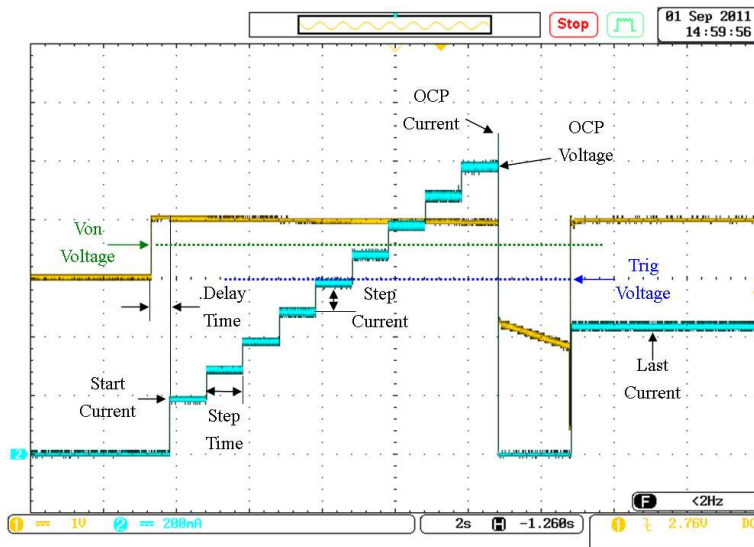 Stop
01 Sep 2011
14:59:56
OCP
Current
OCP
Voltage
Von
Voltage
Trig
Voltage
Delay
Time
Step
Current
Start
Current
Step
Time
Last
Current
2
F <2Hz
1 1V 2 200mA
2s H -1.260s
1 2.76V DC